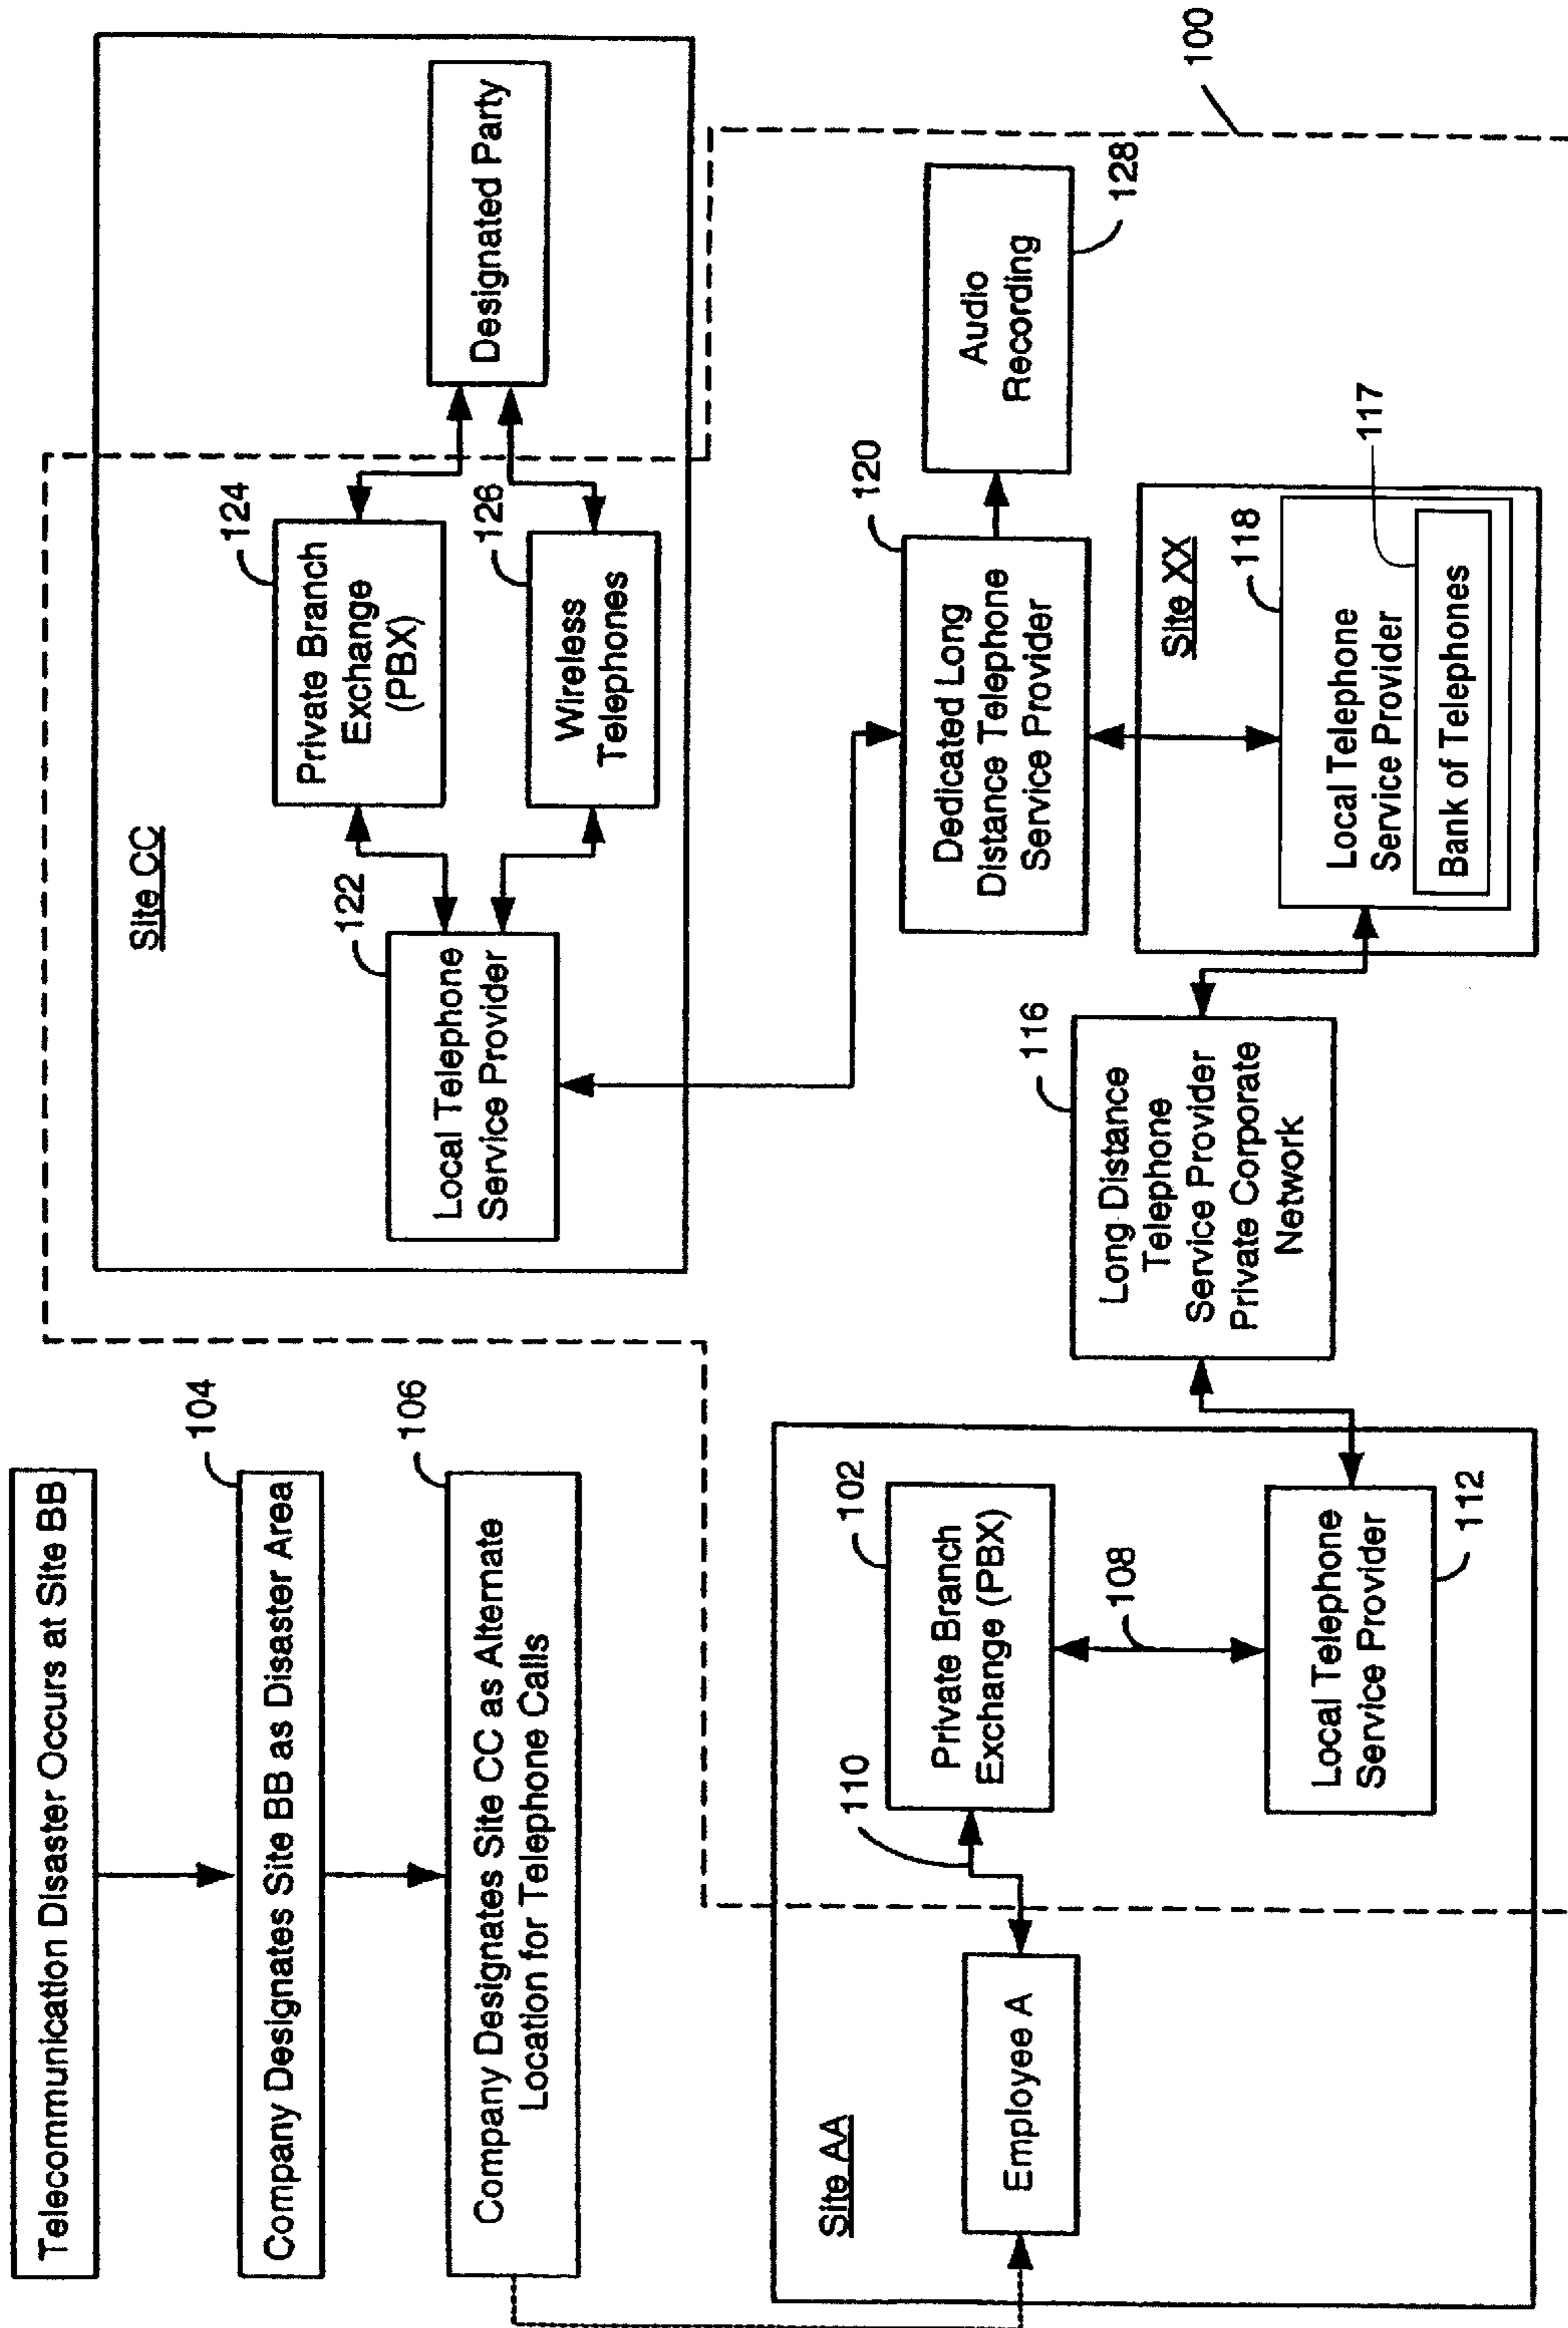 Telecommunication Disaster Occurs at Site BB
104
Company Designates Site BB as Disaster Area
106
Company Designates Site CC as Alternate
Location for Telephone Calls
Site CC
122
Local Telephone
Service Provider
124
Private Branch
Exchange
(PBX)
126
Wireless
Telephones
Designated Party
100
Site AA
Employee A
110
102
Private Branch
Exchange (PBX)
108
Local Telephone
Service Provider
112
116
Long Distance
Telephone
Service Provider
Private Corporate
Network
120
Dedicated Long
Distance Telephone
Service Provider
Audio
Recording
128
Site XX
118
Local Telephone
Service Provider
Bank of Telephones
117